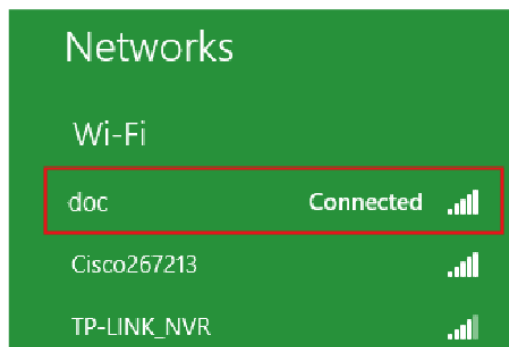 Networks
Wi-Fi
doc Connected
Cisco267213
TP-LINK_NVR